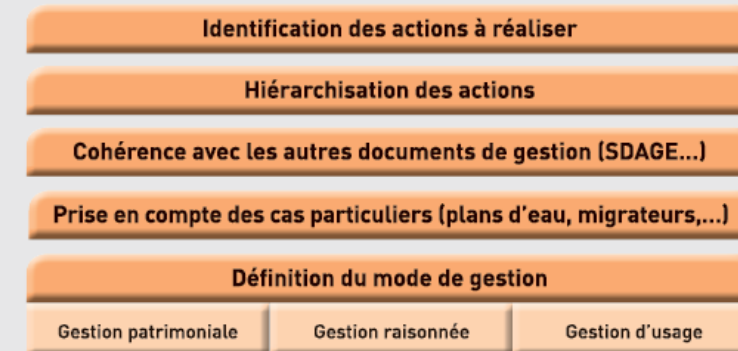 Identification des actions à réaliser
Hiérarchisation des actions
Cohérence avec les autres documents de gestion (SDAGE...)
Prise en compte des cas particuliers (plans d'eau, migrateurs,...)
Définition du mode de gestion
Gestion patrimoniale Gestion raisonnée Gestion d'usage